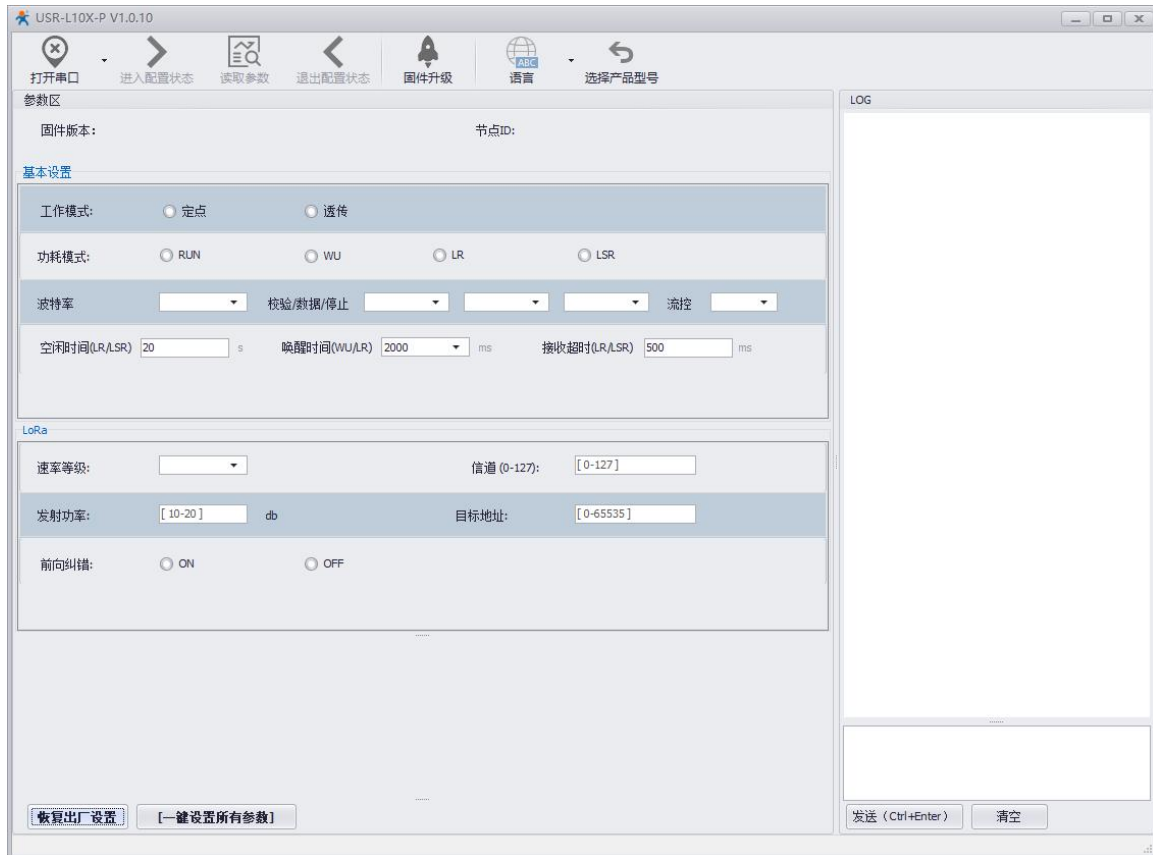 USR-L10X-P V1.0.10
打开串口 进入配置状态 读取参数 退出配置状态 固件升级 ABC 语言 选择产品型号
参数区
固件版本: 节点ID:
基本设置
工作模式: 定点 透传
功耗模式: RUN WU LR LSR
波特率 校验/数据/停止 流控
空闲时间(LR/LSR) 20 s 唤醒时间(WU/LR) 2000 ms 接收超时(LR/LSR) 500 ms
LoRa
速率等级: 信道 (0-127): [ 0-127 ]
发射功率: [ 10-20 ] db 目标地址: [ 0-65535 ]
前向纠错: ON OFF
恢复出厂设置 [一键设置所有参数]
LOG
发送 (Ctrl+Enter) 清空